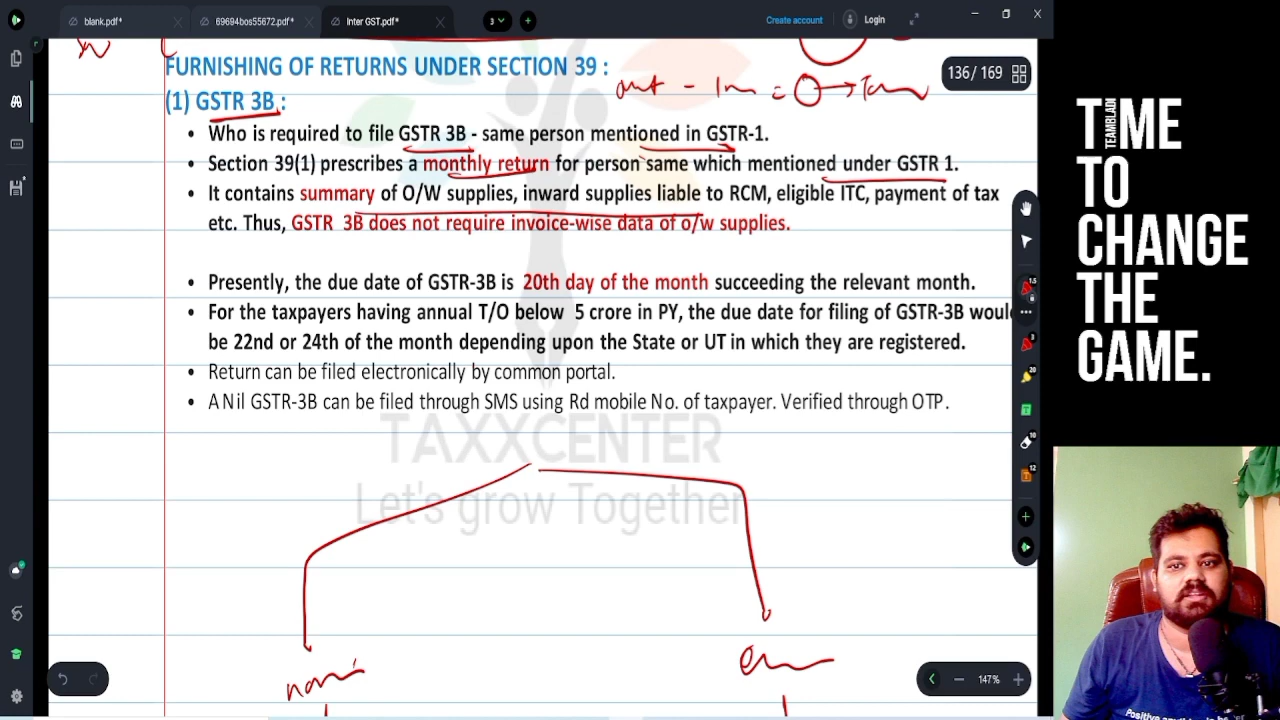 blank.pdf*
69694bos55672.pdf*
Inter GST.pdf*
3
Create account
Login
136/ 169
FURNISHING OF RETURNS UNDER SECTION 39 :
out - In = O → Tax
(1) GSTR 3B :
• Who is required to file GSTR 3B - same person mentioned in GSTR-1.
• Section 39(1) prescribes a monthly return for person same which mentioned under GSTR 1.
• It contains summary of O/W supplies, inward supplies liable to RCM, eligible ITC, payment of tax
etc. Thus, GSTR 3B does not require invoice-wise data of o/w supplies.
• Presently, the due date of GSTR-3B is 20th day of the month succeeding the relevant month.
• For the taxpayers having annual T/O below 5 crore in PY, the due date for filing of GSTR-3B woul
be 22nd or 24th of the month depending upon the State or UT in which they are registered.
• Return can be filed electronically by common portal.
• A Nil GSTR-3B can be filed through SMS using Rd mobile No. of taxpayer. Verified through OTP.
TAXXCENTER
Let's grow Together
147%
TIME
TEAMBLADN
TO
CHANGE
THE
GAME.